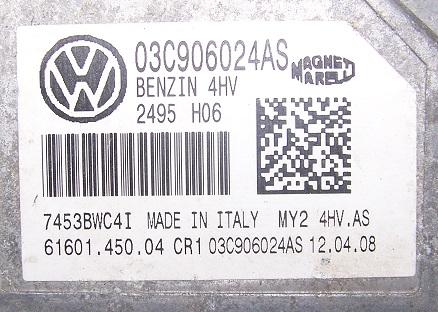 03C906024AS
MAGNETI
MARELLI
BENZIN 4HV
2495 H06
7453BWC4I MADE IN ITALY MY2 4HV.AS
61601.450.04 CR1 03C906024AS 12.04.08